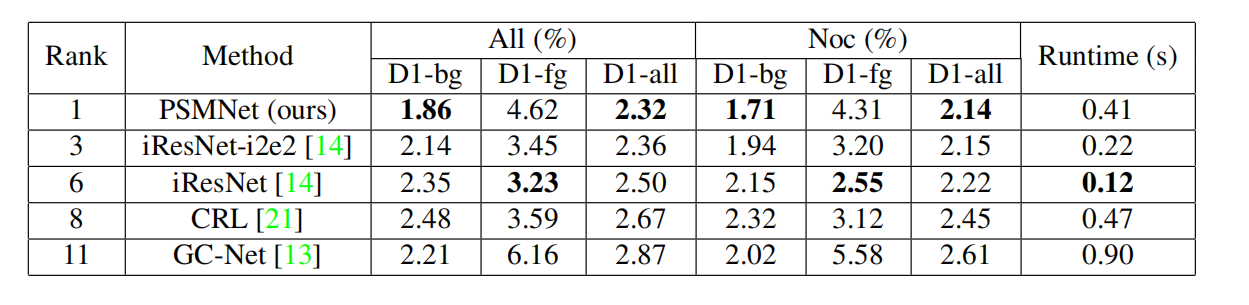 Rank Method All (%) Noc (%) Runtime (s)
D1-bg D1-fg D1-all D1-bg D1-fg D1-all
1 PSMNet (ours) 1.86 4.62 2.32 1.71 4.31 2.14 0.41
3 iResNet-i2e2 [14] 2.14 3.45 2.36 1.94 3.20 2.15 0.22
6 iResNet [14] 2.35 3.23 2.50 2.15 2.55 2.22 0.12
8 CRL [21] 2.48 3.59 2.67 2.32 3.12 2.45 0.47
11 GC-Net [13] 2.21 6.16 2.87 2.02 5.58 2.61 0.90